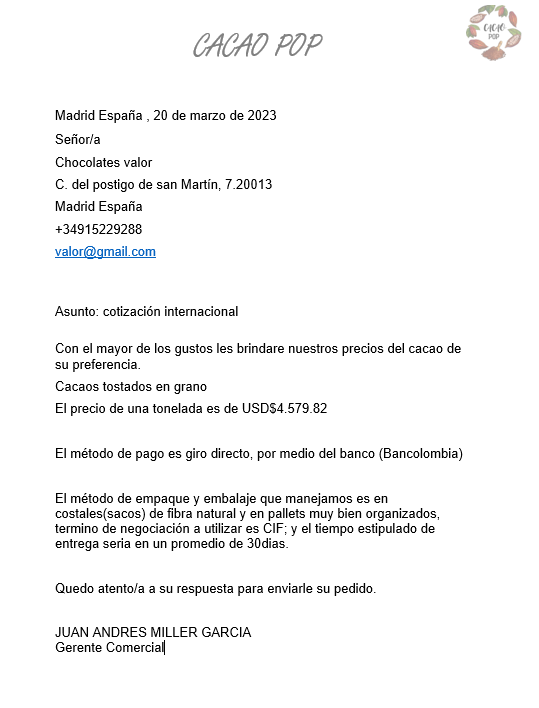 CACAO POP
CACAO
POP
Madrid España , 20 de marzo de 2023
Señor/a
Chocolates valor
C. del postigo de san Martín, 7.20013
Madrid España
+34915229288
valor@gmail.com
Asunto: cotización internacional
Con el mayor de los gustos les brindare nuestros precios del cacao de
su preferencia.
Cacaos tostados en grano
El precio de una tonelada es de USD$4.579.82
El método de pago es giro directo, por medio del banco (Bancolombia)
El método de empaque y embalaje que manejamos es en
costales(sacos) de fibra natural y en pallets muy bien organizados,
termino de negociación a utilizar es CIF; y el tiempo estipulado de
entrega seria en un promedio de 30dias.
Quedo atento/a a su respuesta para enviarle su pedido.
JUAN ANDRES MILLER GARCIA
Gerente Comercial